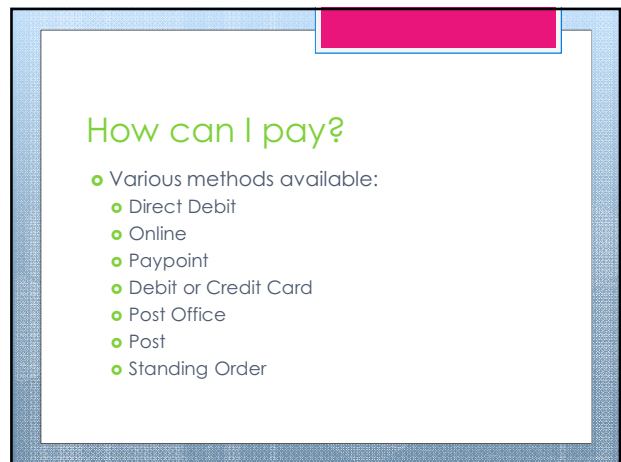 How can I pay?
Various methods available:
Direct Debit
Online
Paypoint
Debit or Credit Card
Post Office
Post
Standing Order